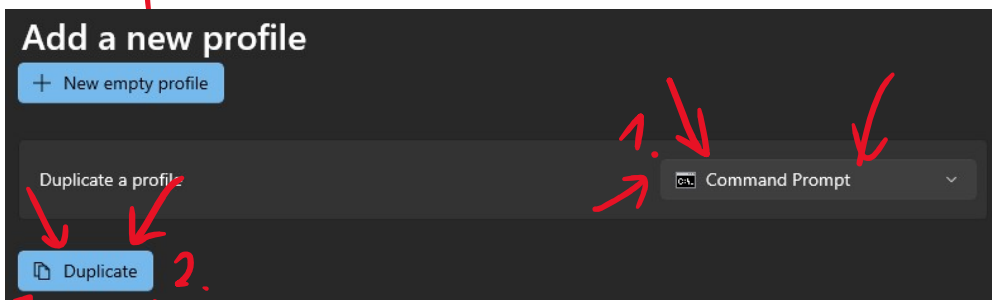 Add a new profile
+ New empty profile
1.
Duplicate a profile
C:\. Command Prompt
Duplicate 2.